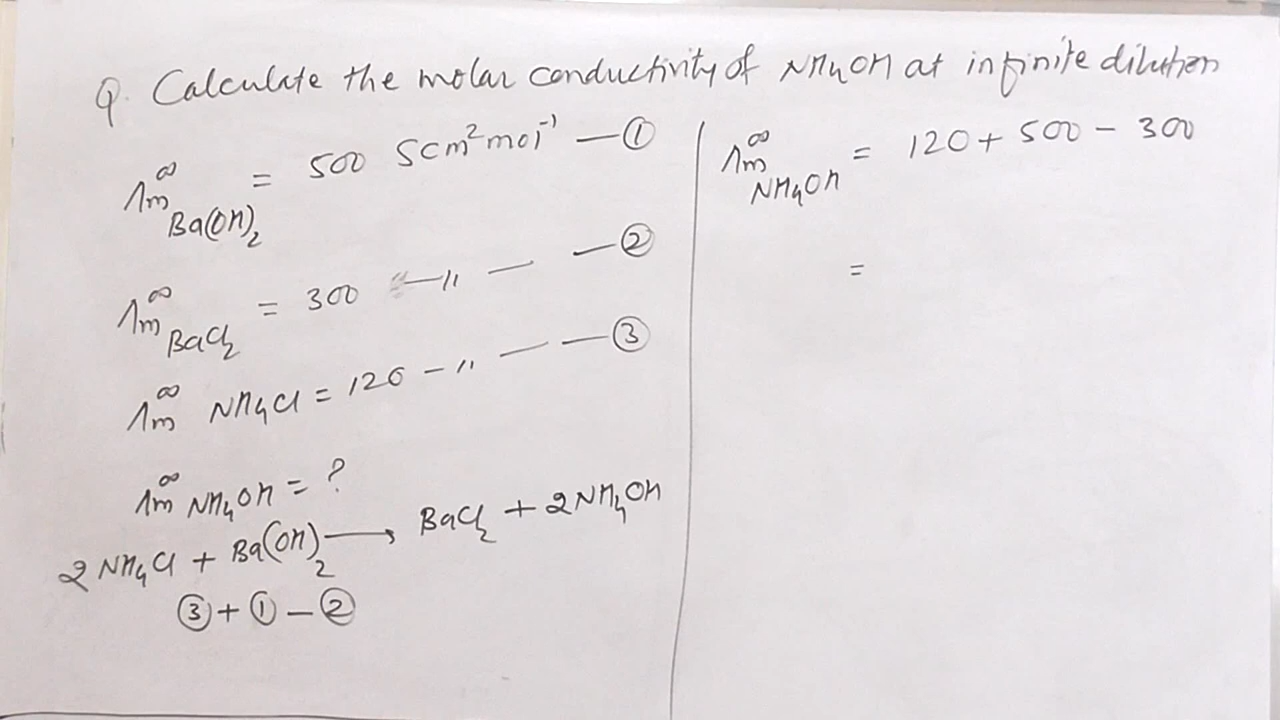 Q. Calculate the molar conductivity of NH4OH at infinite dilution
Λm∞ Ba(OH)2 = 500 Scm²mol⁻¹ — ①
Λm∞ BaCl2 = 300 —〃— — ②
Λm∞ NH4Cl = 120 -〃— — ③
Λm∞ NH4OH = ?
2NH4Cl + Ba(OH)2 ⟶ BaCl2 + 2NH4OH
③ + ① − ②
Λm∞ NH4OH = 120 + 500 − 300
=